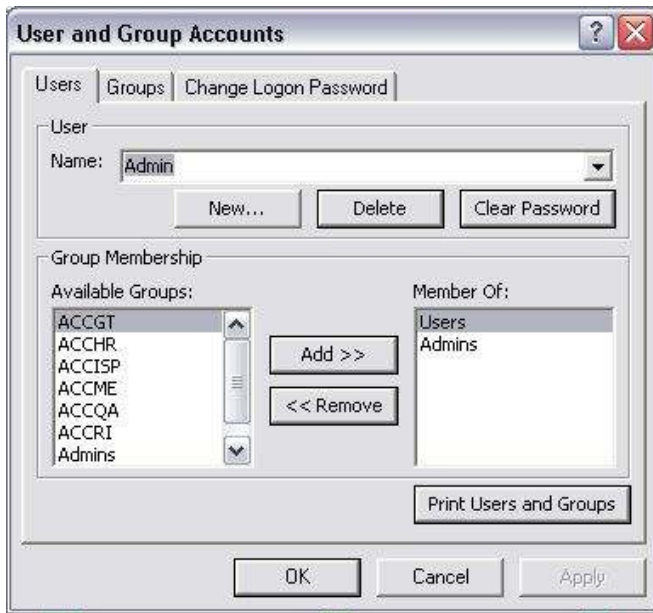 User and Group Accounts
Users Groups Change Logon Password
User
Name: Admin
New... Delete Clear Password
Group Membership
Available Groups: Member Of:
ACCGT
ACCHR
ACCISP
ACCME
ACCQA
ACCRI
Admins
Add >>
<< Remove
Users
Admins
Print Users and Groups
OK Cancel Apply